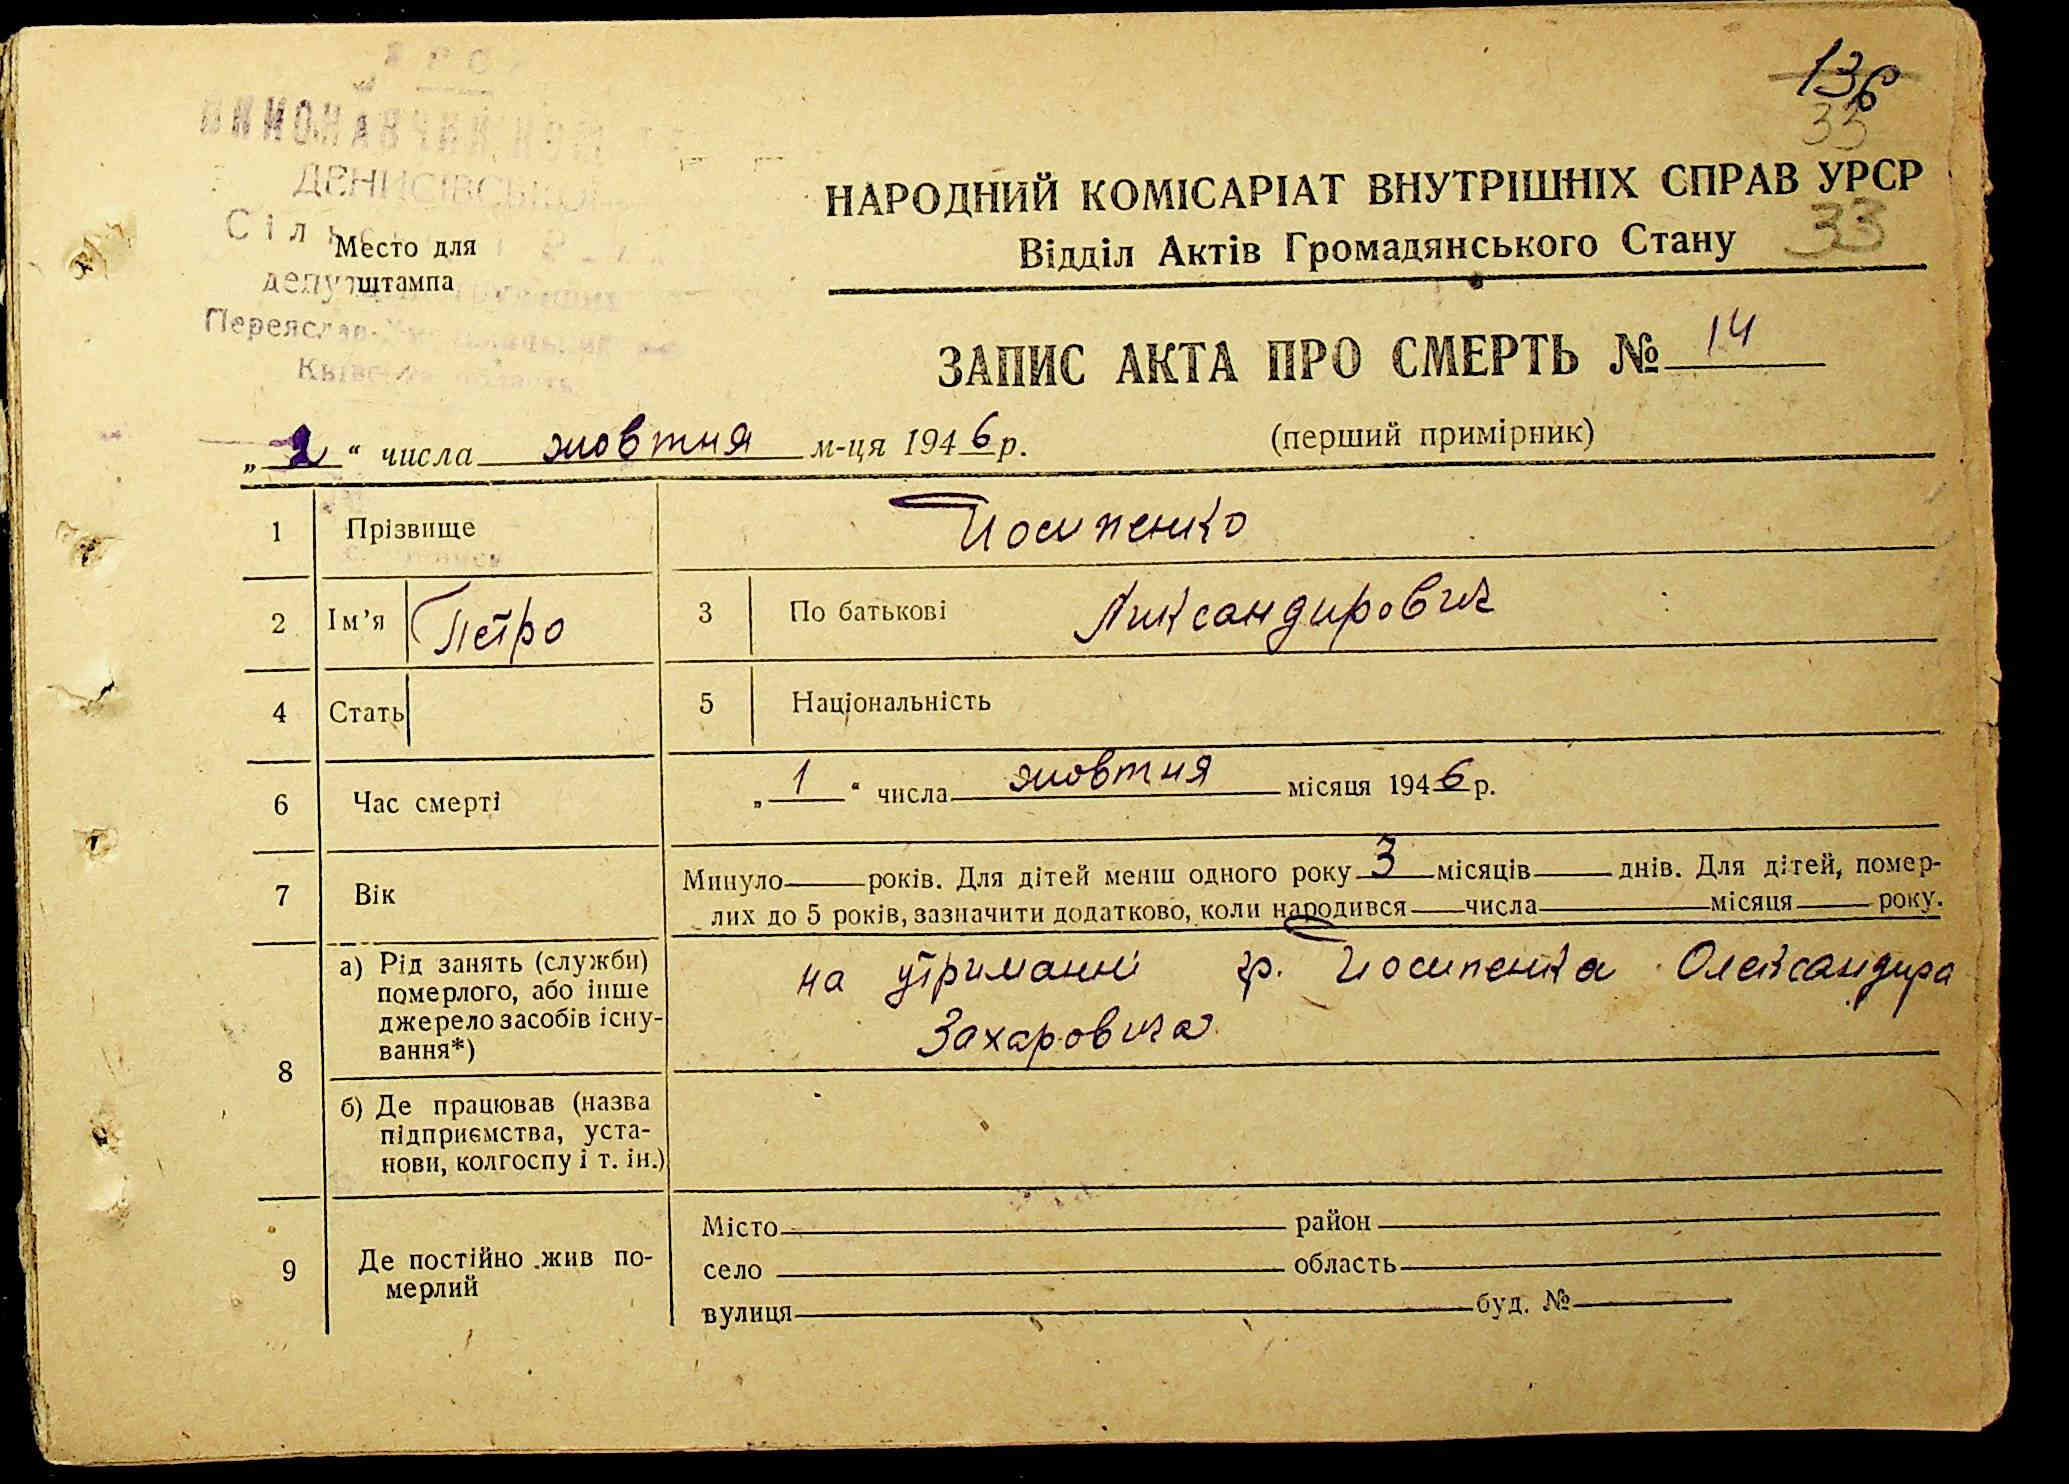 136
33
33
ДЕНИСІВСЬКОЇ
Место для
штампа
НАРОДНИЙ КОМІСАРІАТ ВНУТРІШНІХ СПРАВ УРСР
Відділ Актів Громадянського Стану
ЗАПИС АКТА ПРО СМЕРТЬ № 14
„2“ числа жовтня м-ця 1946 р.
(перший примірник)
1 Прізвище Йосипенко
2 Ім'я Петро 3 По батькові Александирович
4 Стать 5 Національність
6 Час смерті „1“ числа жовтня місяця 1946 р.
7 Вік Минуло років. Для дітей менш одного року 3 місяців днів. Для дітей, помер-
лих до 5 років, зазначити додатково, коли народився числа місяця року.
8 а) Рід занять (служби)
померлого, або інше
джерело засобів існу-
вання*)
на утриманні гр. Йосипенка Олександира
Захаровича
б) Де працював (назва
підприємства, уста-
нови, колгоспу і т. ін.)
9 Де постійно жив по-
мерлий
Місто район
село область
вулиця буд. №